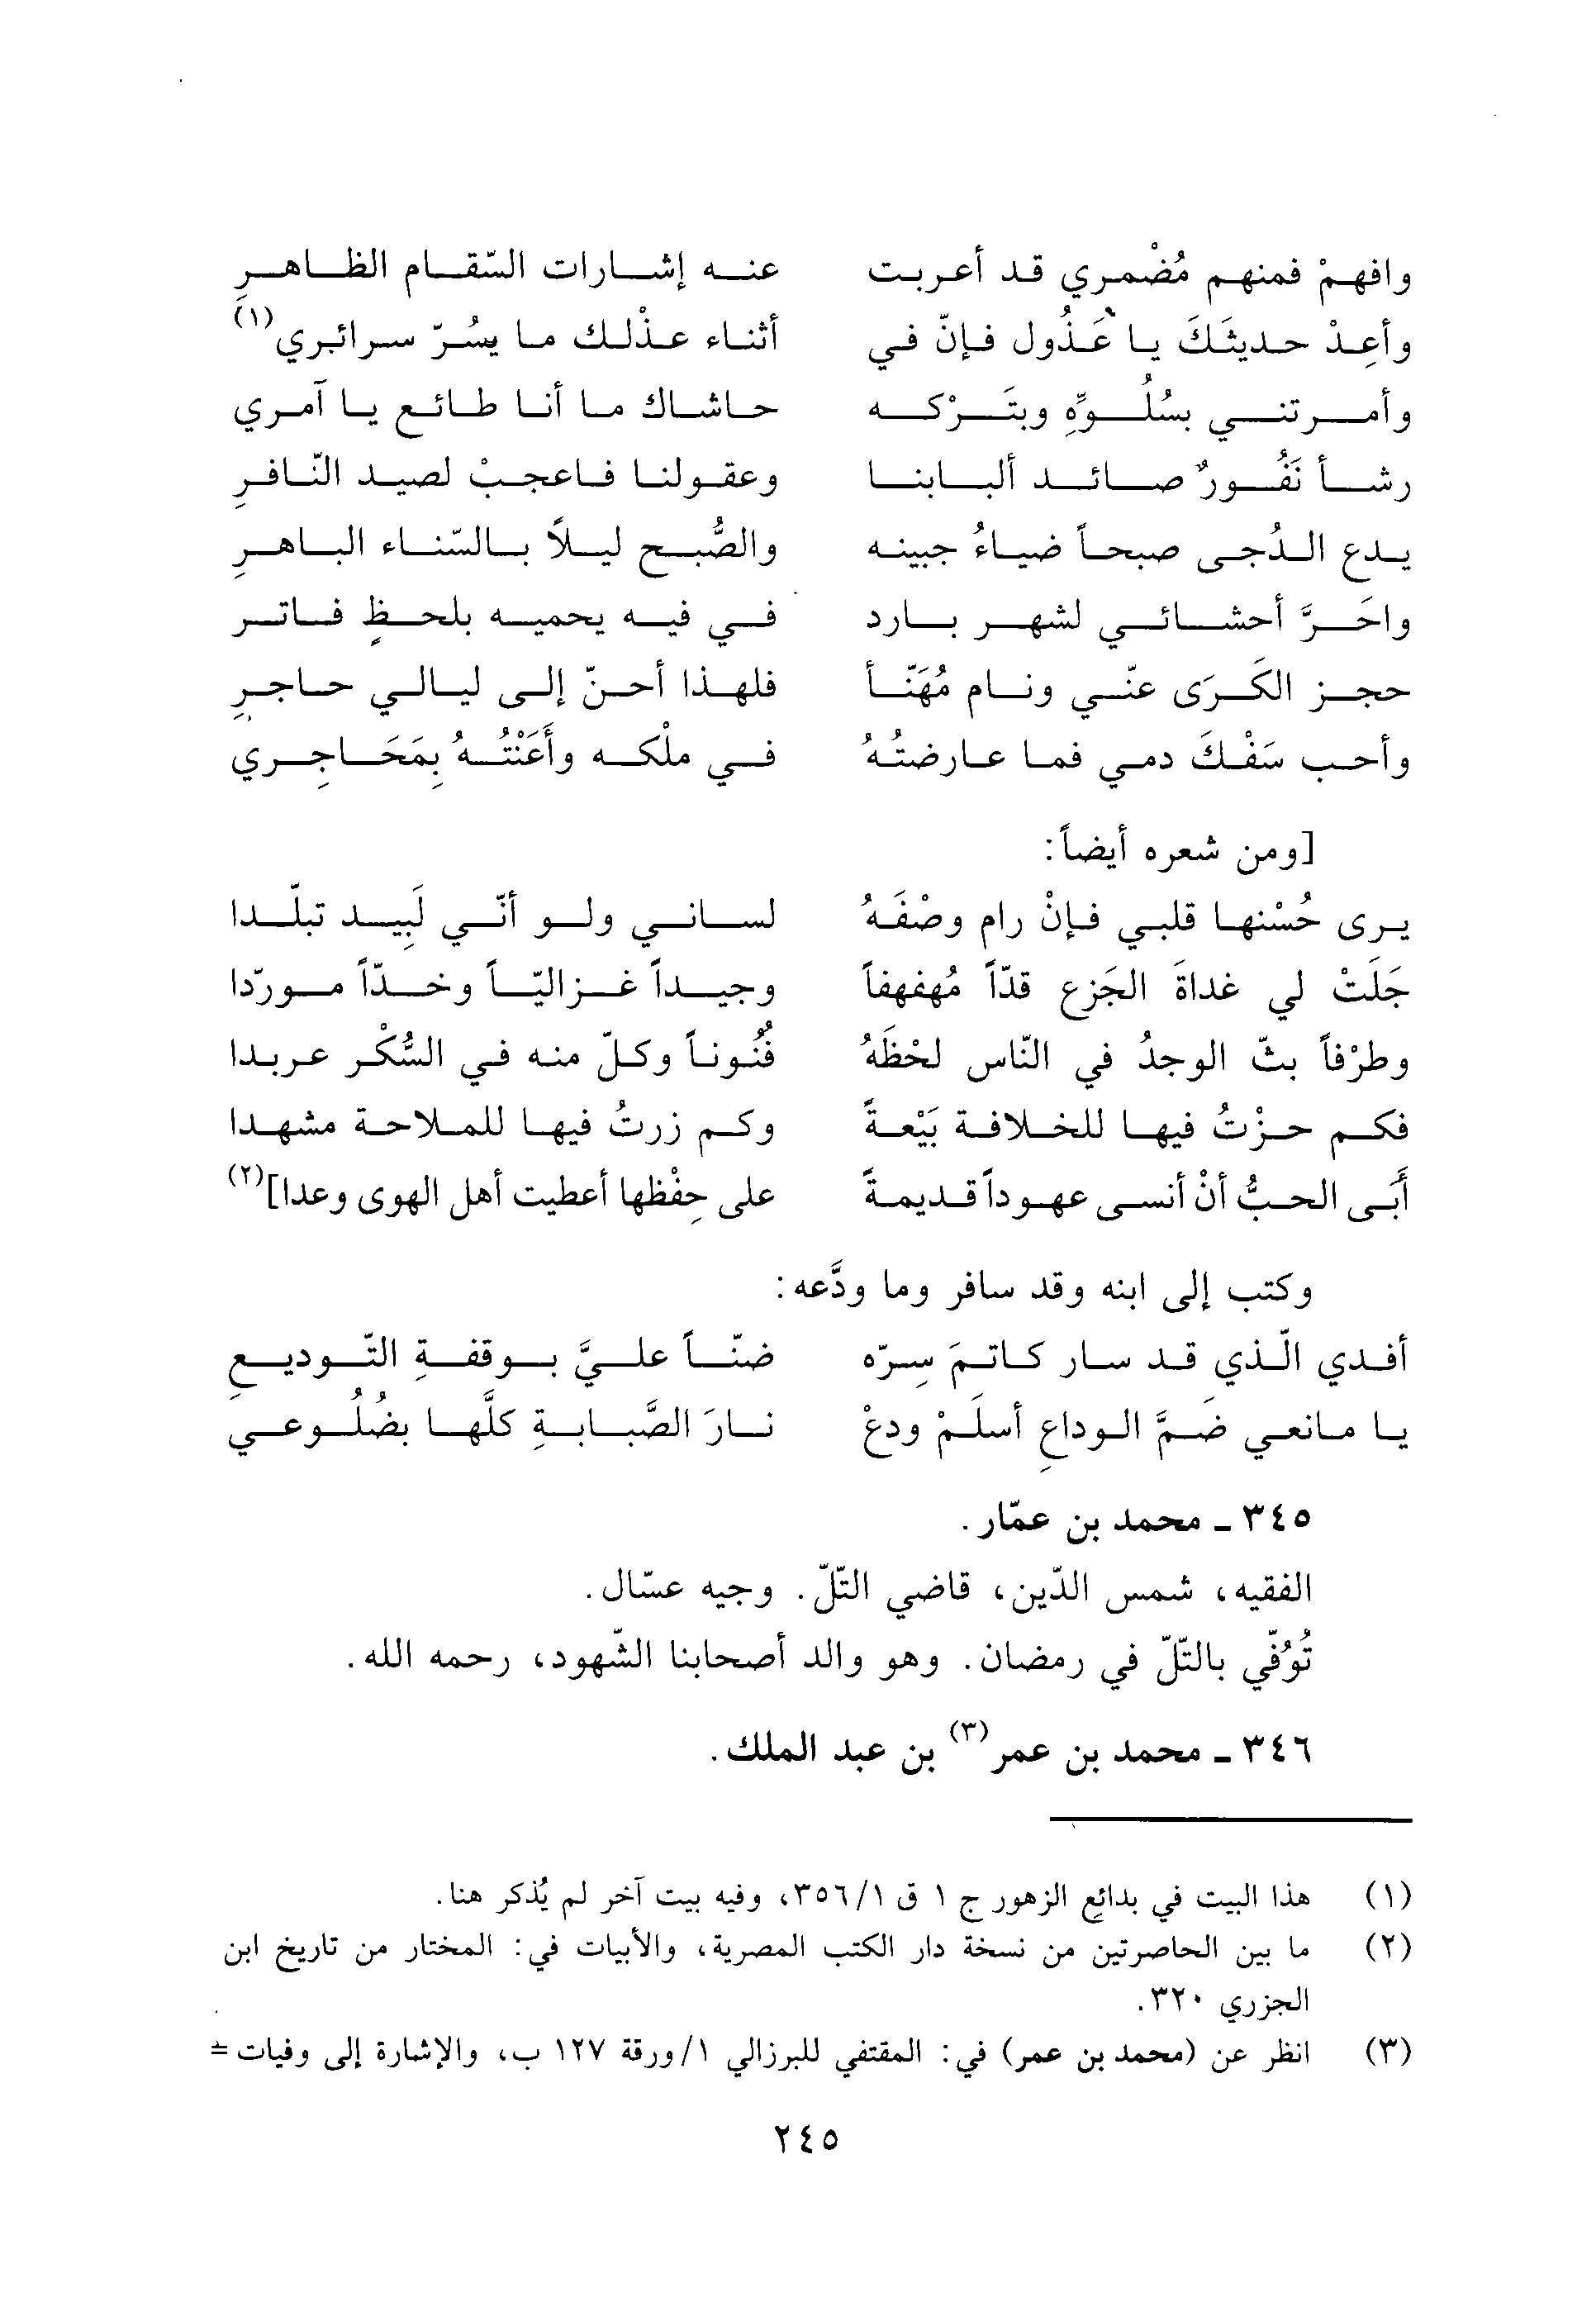 وافهمْ فمنهم مُضْمري قد أعربت عنه إشارات السّقام الظاهرِ
وأعِدْ حديثَكَ يا عَذُول فإنّ في أثناء عذْلك ما يسُرّ سرائري(١)
وأمرتني بسُلُوِّهِ وبتَرْكه حاشاك ما أنا طائع يا آمري
رشأ نَفُورٌ صائد ألبابنا وعقولنا فاعجبْ لصيد النّافرِ
يدع الدُجى صبحاً ضياءُ جبينه والصُّبح ليلاً بالسّناء الباهرِ
واحَرَّ أحشائي لشهر بارد في فيه يحميه بلحظٍ فاتر
حجز الكَرَى عنّي ونام مُهَنّأ فلهذا أحنّ إلى ليالي حاجرِ
وأحب سَفْكَ دمي فما عارضتُهُ في ملْكه وأعَنْتُهُ بِمَحَاجِري
[ومن شعره أيضاً:
يرى حُسْنها قلبي فإنْ رام وصْفَهُ لساني ولو أنّي لَبِيد تبلّدا
جَلَتْ لي غداةَ الجَزع قدّاً مُهفهفاً وجيداً غزاليّاً وخدّاً مورّدا
وطرْفاً بثّ الوجدُ في النّاس لحْظَهُ فُنُوناً وكلّ منه في السُّكْر عربدا
فكم حزْتُ فيها للخلافة بَيْعةً وكم زرتُ فيها للملاحة مشهدا
أَبَى الحبُّ أنْ أنسى عهوداً قديمةً على حِفْظها أعطيت أهل الهوى وعدا](٢)
وكتب إلى ابنه وقد سافر وما ودَّعه:
أفدي الّذي قد سار كاتمَ سِرّه ضنّاً عليَّ بوقفةِ التّوديعِ
يا مانعي ضَمَّ الوداعِ أسلَمْ ودعْ نارَ الصَّبابةِ كلَّها بضُلُوعي
٣٤٥ ـ محمد بن عمّار.
الفقيه، شمس الدّين، قاضي التّلّ. وجيه عسّال.
تُوُفّي بالتّلّ في رمضان. وهو والد أصحابنا الشّهود، رحمه الله.
٣٤٦ ـ محمد بن عمر(٣) بن عبد الملك.
(١) هذا البيت في بدائع الزهور ج ١ ق ٣٥٦/١، وفيه بيت آخر لم يُذكر هنا.
(٢) ما بين الحاصرتين من نسخة دار الكتب المصرية، والأبيات في: المختار من تاريخ ابن
الجزري ٣٢٠.
(٣) انظر عن (محمد بن عمر) في: المقتفي للبرزالي ١/ورقة ١٢٧ ب، والإشارة إلى وفيات =
٢٤٥